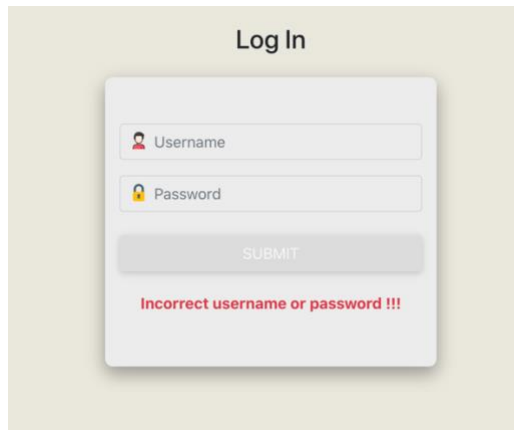 Log In
Username
Password
SUBMIT
Incorrect username or password !!!